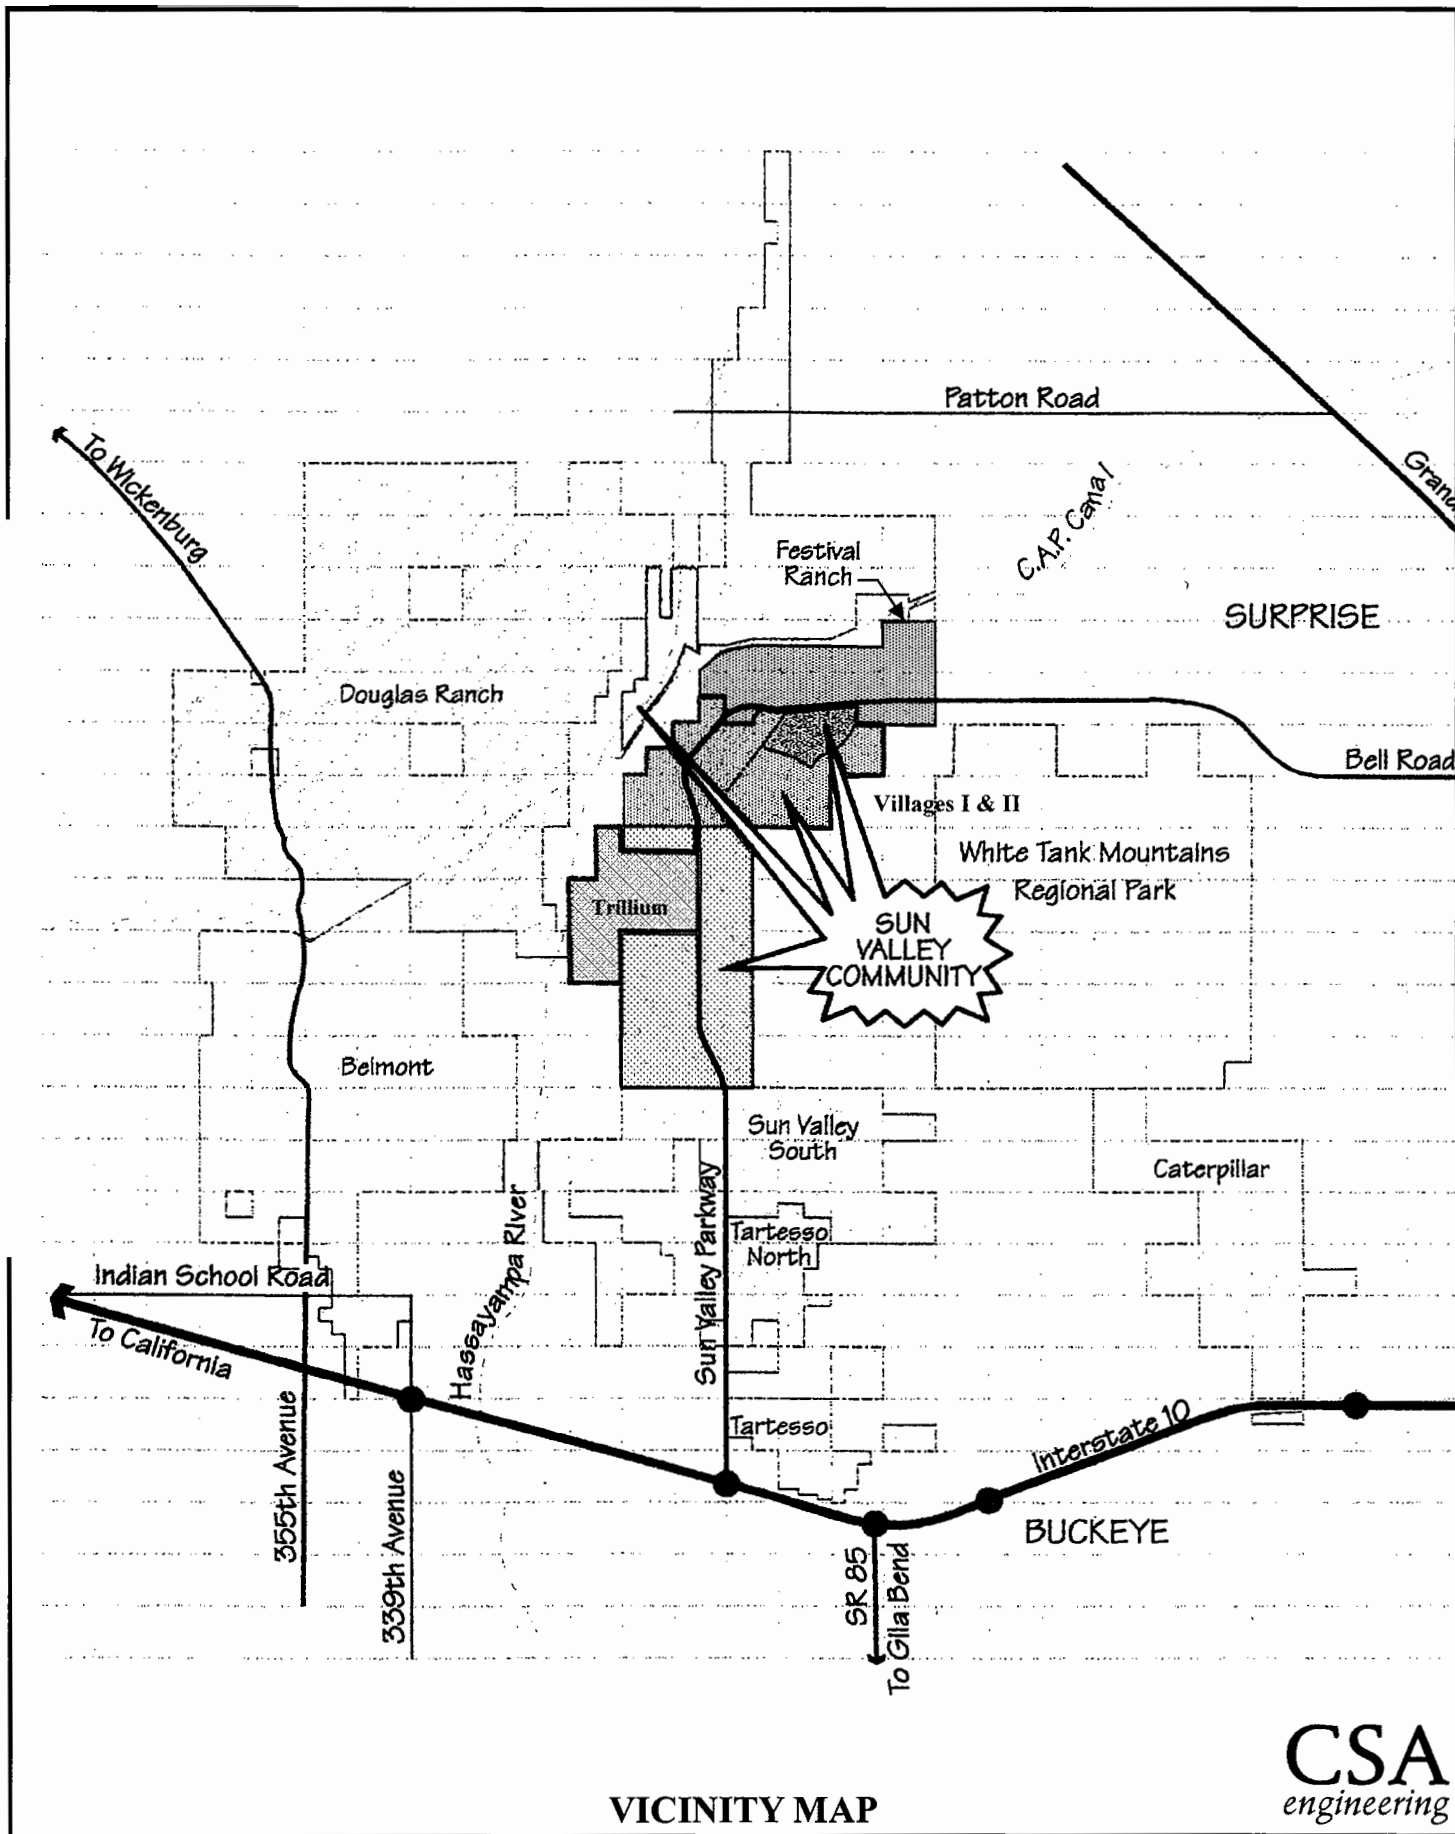 Patton Road
To Wickenburg
Grand
C.A.P. Canal
Festival
Ranch
SURPRISE
Douglas Ranch
Bell Road
Villages I & II
White Tank Mountains
Regional Park
Trillium
SUN
VALLEY
COMMUNITY
Belmont
Sun Valley
South
Caterpillar
Sun Valley Parkway
Hassayampa River
Tartesso
North
Indian School Road
To California
Tartesso
Interstate 10
355th Avenue
339th Avenue
BUCKEYE
SR 85
To Gila Bend
CSA
engineering
VICINITY MAP